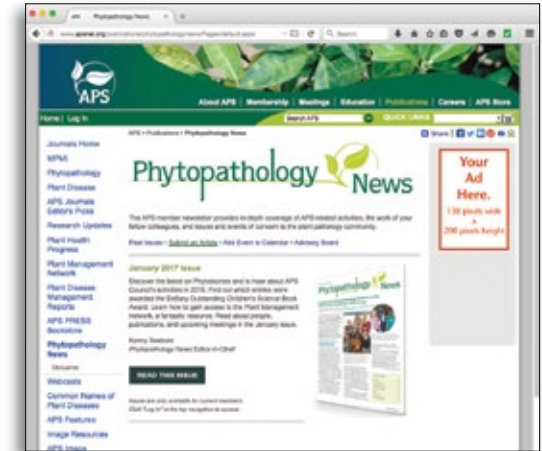 Phytopathology News
www.apsnet.org/publications/phytopathologynews/Pages/default.aspx
Search
APS
About APS | Membership | Meetings | Education | Publications | Careers | APS Store
Home | Log In
Search APS
QUICK LINKS
Journals Home
MPMI
Phytopathology
Plant Disease
APS Journals
Editor's Picks
Research Updates
Plant Health
Progress
Plant Management
Network
Plant Disease
Management
Reports
APS PRESS
Bookstore
Phytopathology
News
Obituaries
Webcasts
Common Names of
Plant Diseases
APS Features
Image Resources
APS Image
APS > Publications > Phytopathology News
Share
Phytopathology News
The APS member newsletter provides in-depth coverage of APS-related activities, the work of your
fellow colleagues, and issues and events of concern to the plant pathology community.
Past Issues • Submit an Article • Add Event to Calendar • Advisory Board
January 2017 Issue
Discover the latest on Phytobiomes and to hear about APS
Council's activities in 2016. Find out which entries were
awarded the DeBary Outstanding Children's Science Book
Award. Learn how to gain access to the Plant Management
network, a fantastic resource. Read about people,
publications, and upcoming meetings in the January issue.
Kenny Seebold
Phytopathology News Editor-in-Chief
READ THIS ISSUE
Issues are only available for current members.
Click "Log In" in the top navigation to access.
Phytopathology News
Your
Ad
Here.
130 pixels wide
x
200 pixels height